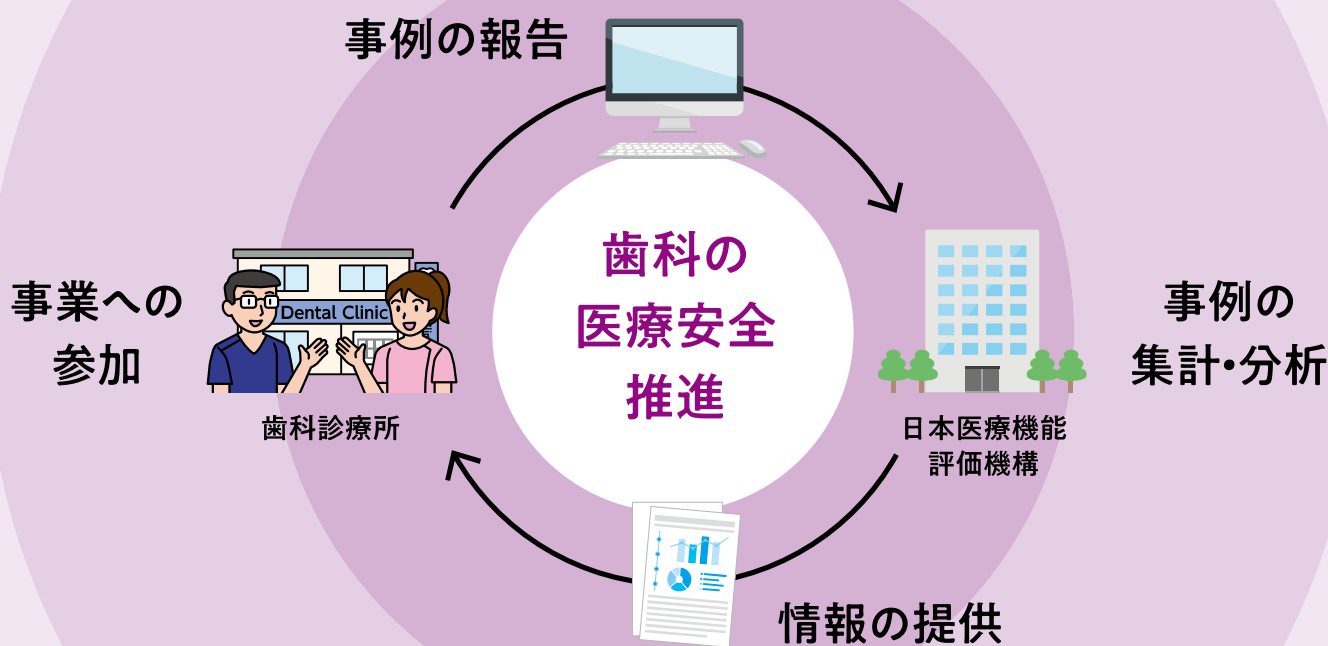 事例の報告
歯科の
医療安全
推進
事業への
参加
Dental Clinic
歯科診療所
事例の
集計・分析
日本医療機能
評価機構
情報の提供